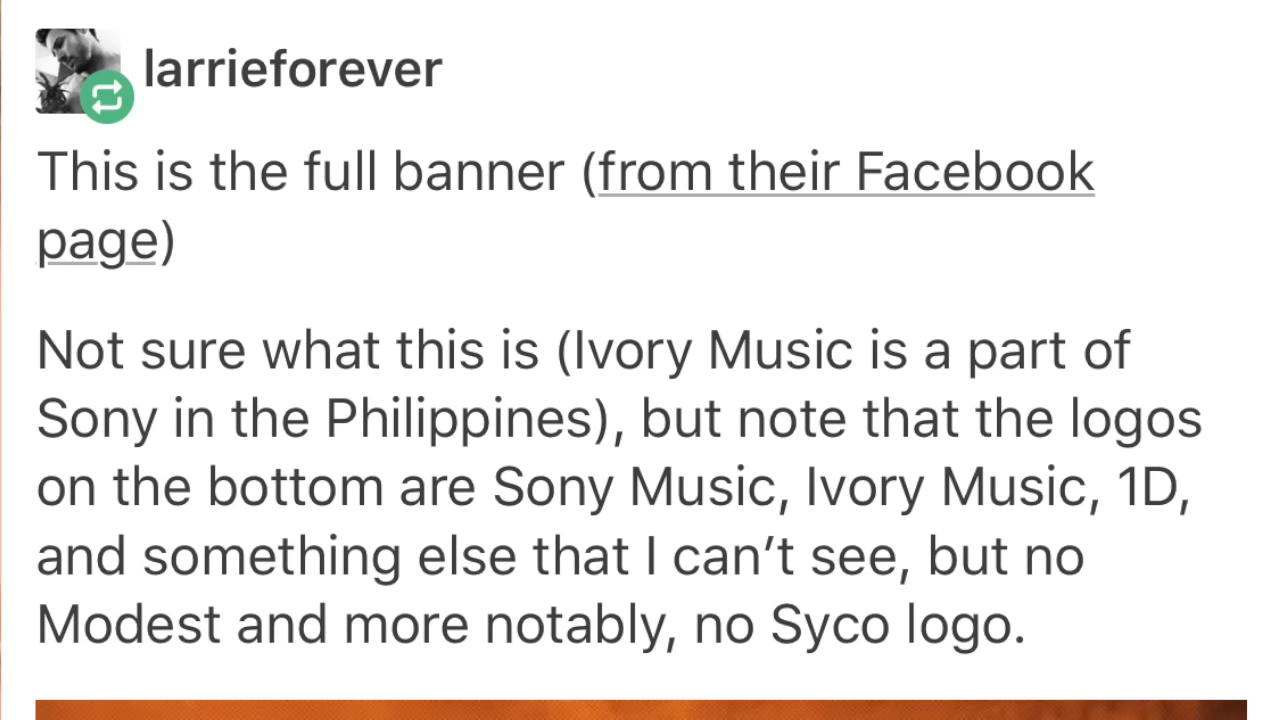 larrieforever
This is the full banner (from their Facebook
page)
Not sure what this is (Ivory Music is a part of
Sony in the Philippines), but note that the logos
on the bottom are Sony Music, Ivory Music, 1D,
and something else that I can’t see, but no
Modest and more notably, no Syco logo.